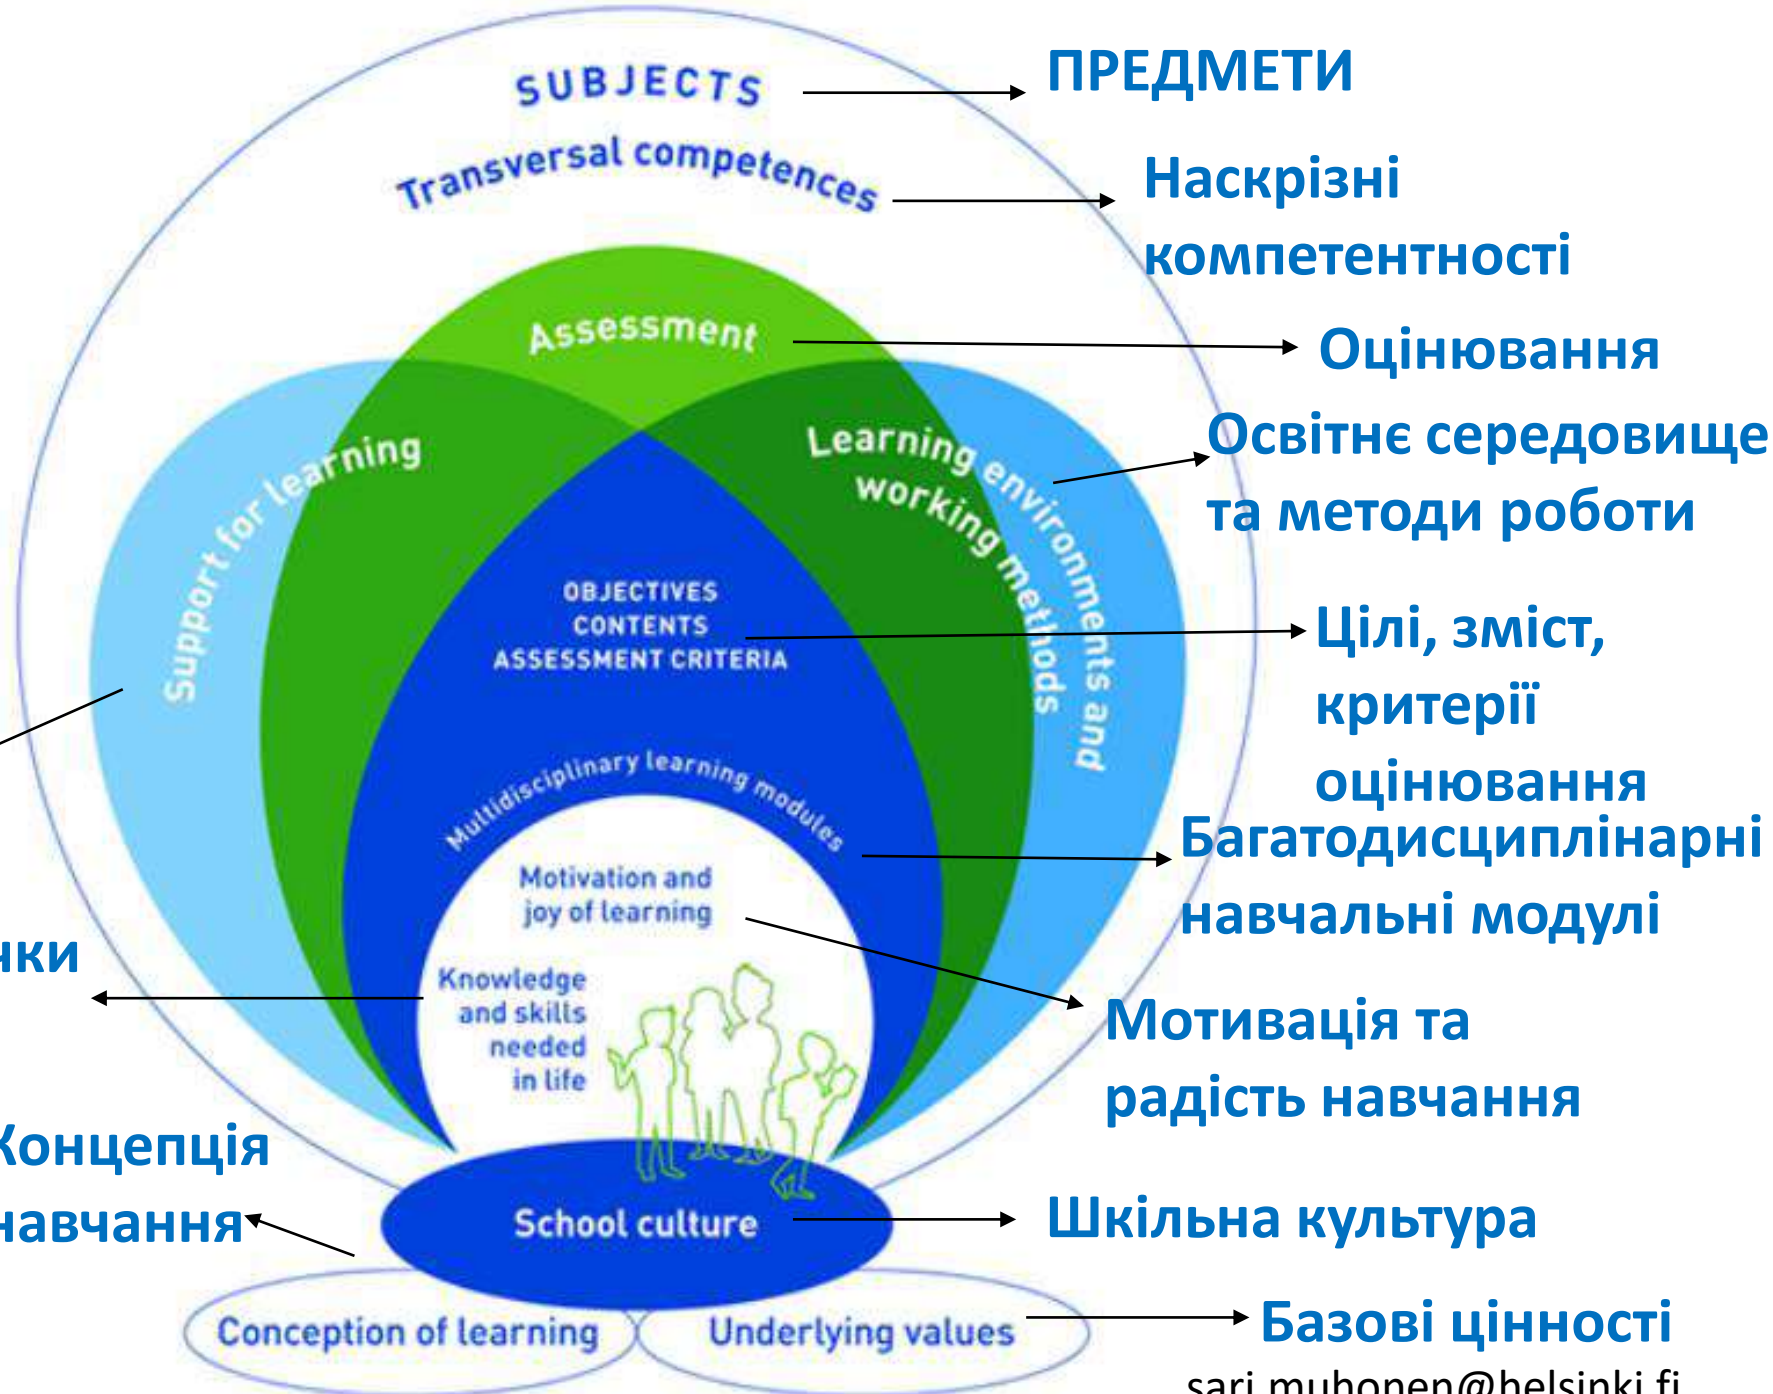 SUBJECTS
ПРЕДМЕТИ
Transversal competences
Наскрізні
компетентності
Assessment
Оцінювання
Support for learning
Learning environments and
working methods
Освітнє середовище
та методи роботи
OBJECTIVES
CONTENTS
ASSESSMENT CRITERIA
Цілі, зміст,
критерії
оцінювання
Multidisciplinary learning modules
Багатодисциплінарні
навчальні модулі
Motivation and
joy of learning
Мотивація та
радість навчання
Knowledge
and skills
needed
in life
Концепція
навчання
School culture
Шкільна культура
Conception of learning
Underlying values
Базові цінності
sari.muhonen@helsinki.fi